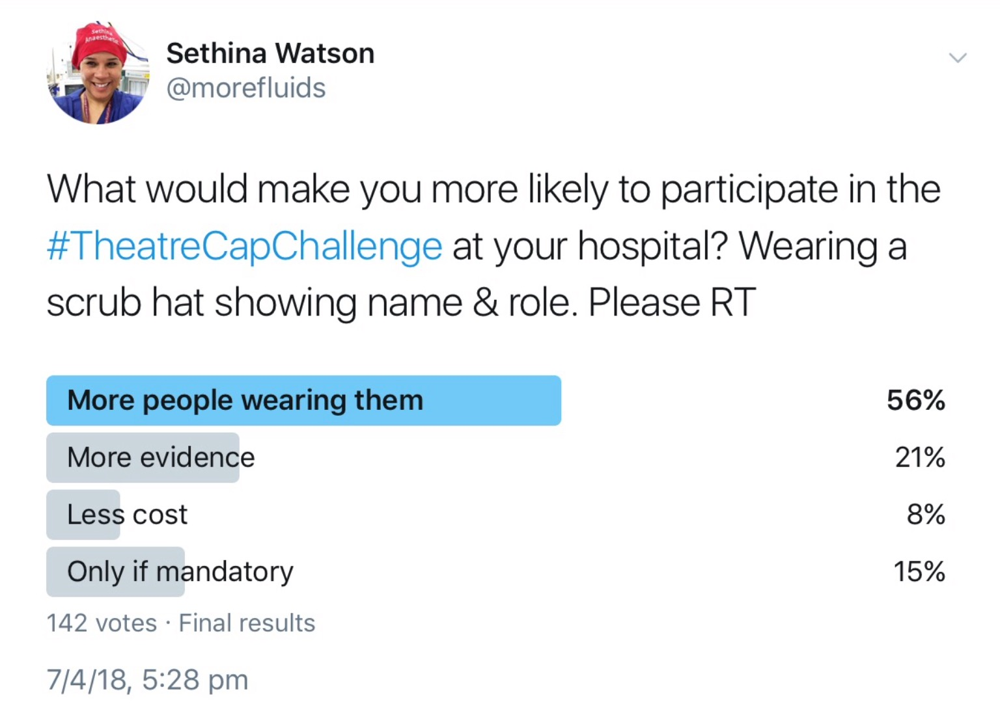 Sethina
Anaesthetist
Sethina Watson
@morefluids
What would make you more likely to participate in the
#TheatreCapChallenge at your hospital? Wearing a
scrub hat showing name & role. Please RT
More people wearing them 56%
More evidence 21%
Less cost 8%
Only if mandatory 15%
142 votes · Final results
7/4/18, 5:28 pm